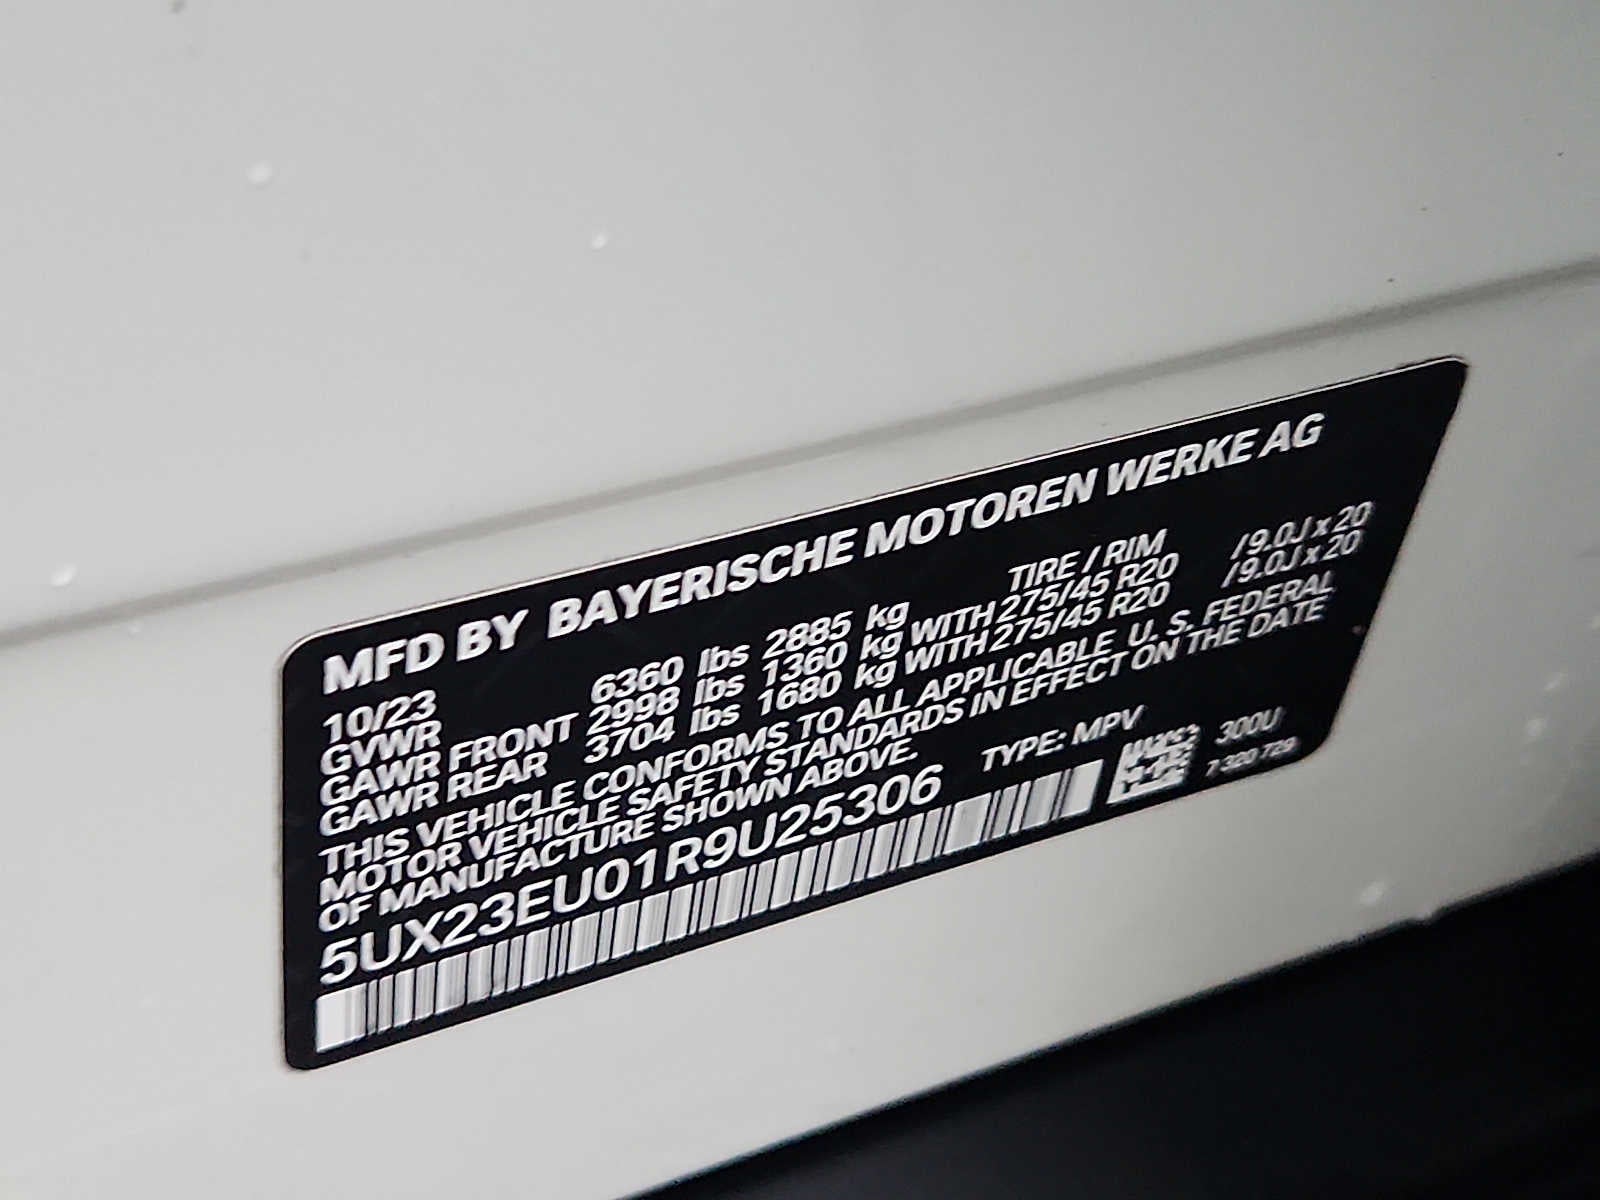 MFD BY BAYERISCHE MOTOREN WERKE AG
10/23
GVWR 6360 lbs 2885 kg TIRE / RIM
GAWR FRONT 2998 lbs 1360 kg WITH 275/45 R20 /9.0J x 20
GAWR REAR 3704 lbs 1680 kg WITH 275/45 R20 /9.0J x 20
THIS VEHICLE CONFORMS TO ALL APPLICABLE U. S. FEDERAL
MOTOR VEHICLE SAFETY STANDARDS IN EFFECT ON THE DATE
OF MANUFACTURE SHOWN ABOVE.
5UX23EU01R9U25306 TYPE: MPV
300U
7 320 729